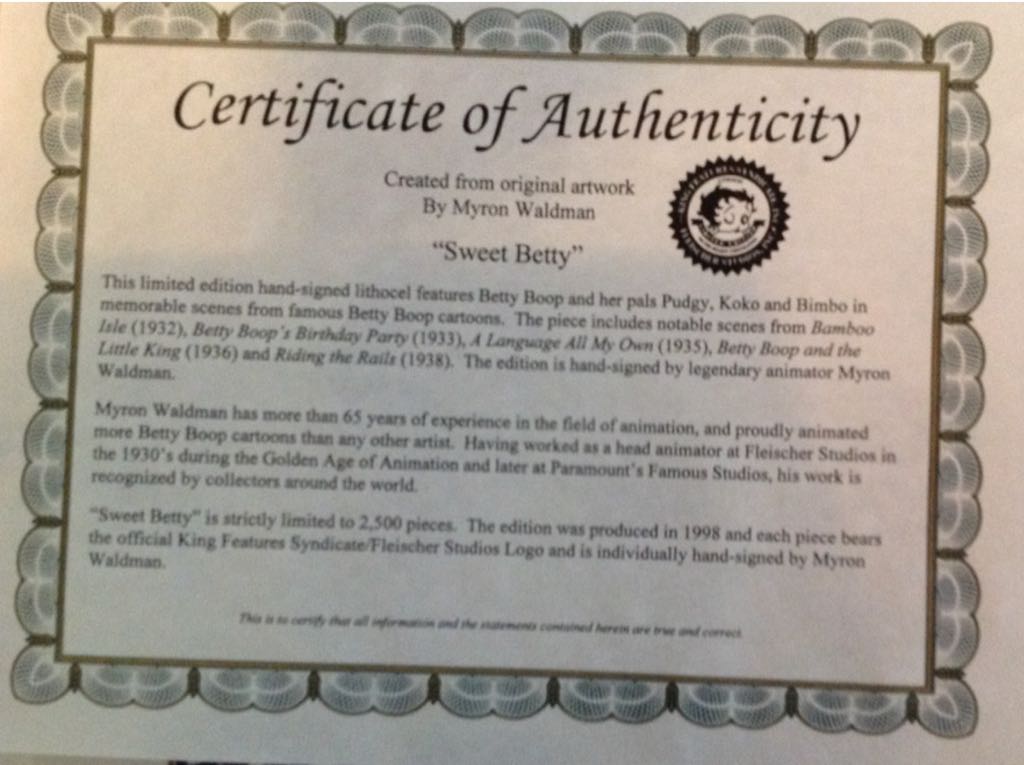 Certificate of Authenticity
Created from original artwork
By Myron Waldman
“Sweet Betty”
This limited edition hand-signed lithocel features Betty Boop and her pals Pudgy, Koko and Bimbo in
memorable scenes from famous Betty Boop cartoons. The piece includes notable scenes from Bamboo
Isle (1932), Betty Boop's Birthday Party (1933), A Language All My Own (1935), Betty Boop and the
Little King (1936) and Riding the Rails (1938). The edition is hand-signed by legendary animator Myron
Waldman.
Myron Waldman has more than 65 years of experience in the field of animation, and proudly animated
more Betty Boop cartoons than any other artist. Having worked as a head animator at Fleischer Studios in
the 1930's during the Golden Age of Animation and later at Paramount's Famous Studios, his work is
recognized by collectors around the world.
"Sweet Betty" is strictly limited to 2,500 pieces. The edition was produced in 1998 and each piece bears
the official King Features Syndicate/Fleischer Studios Logo and is individually hand-signed by Myron
Waldman.
This is to certify that all information and the statements contained herein are true and correct.